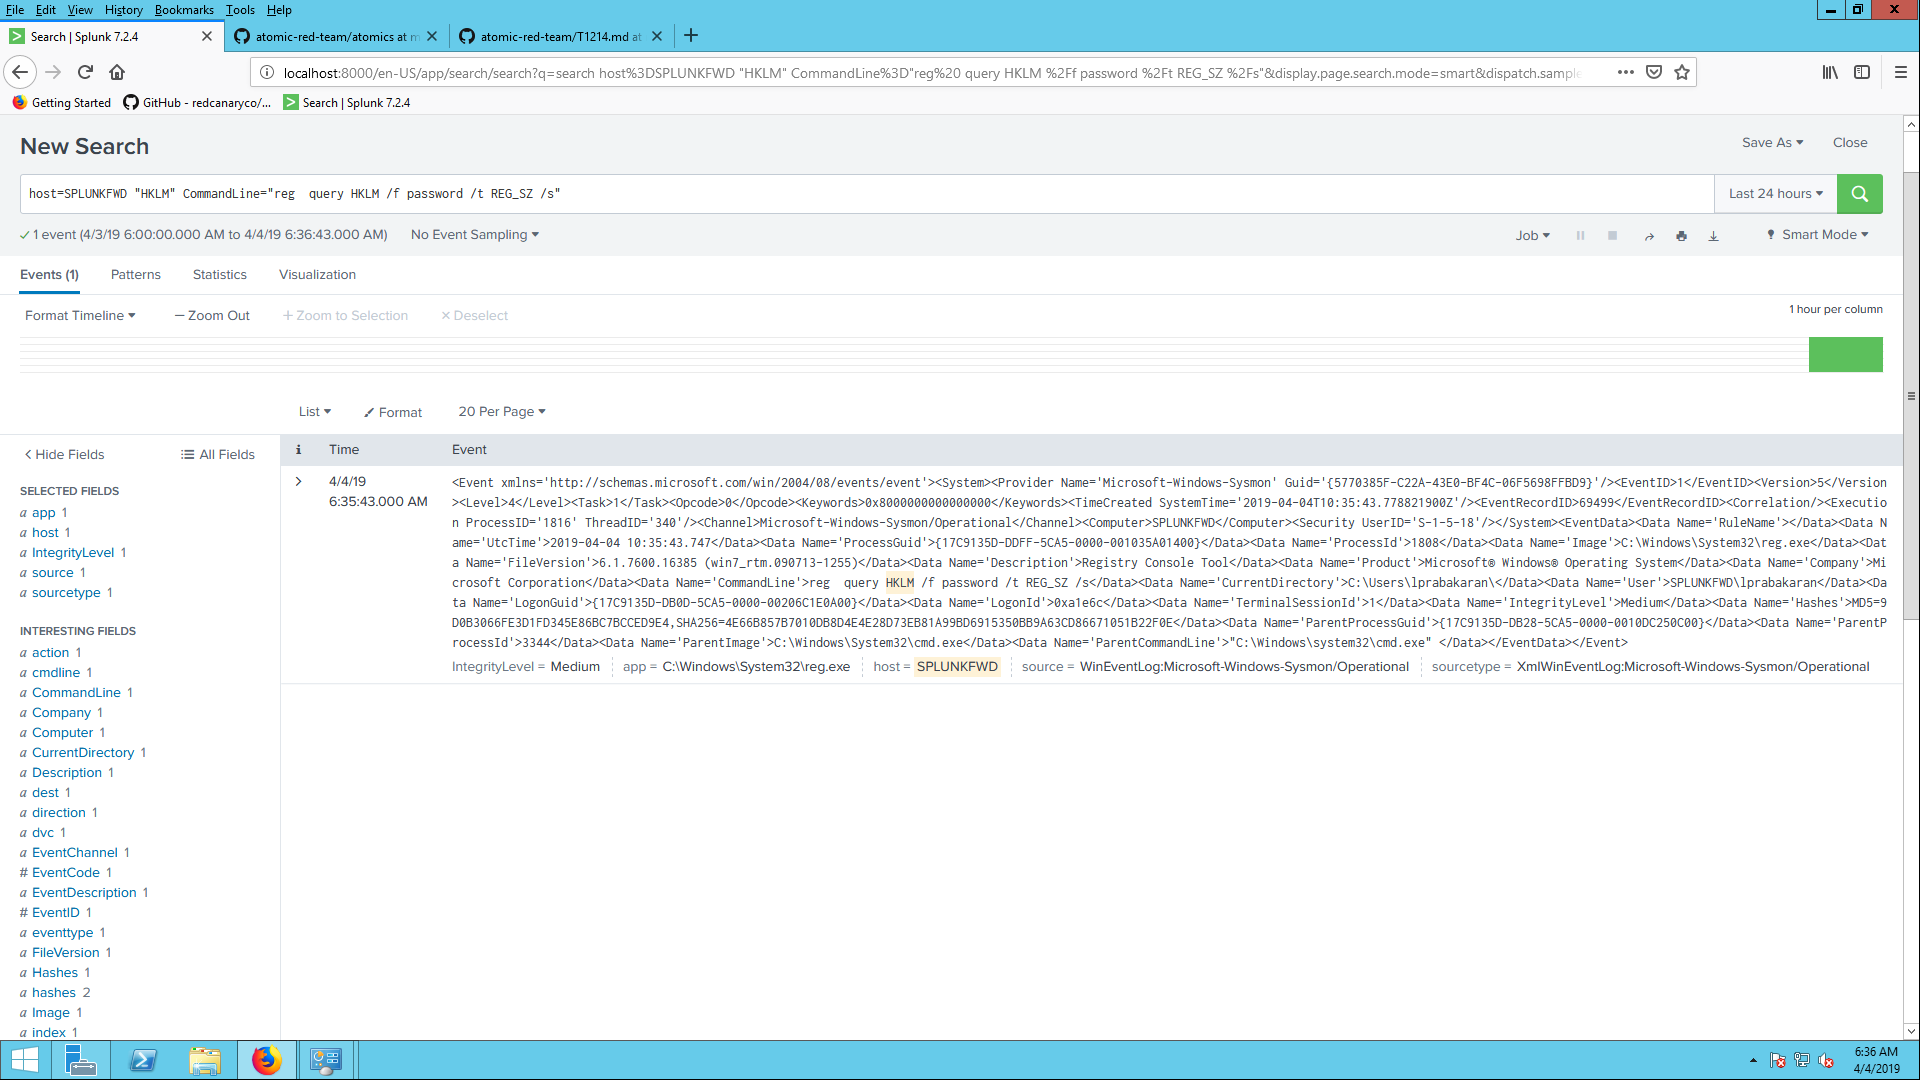 File Edit View History Bookmarks Tools Help
Search | Splunk 7.2.4
atomic-red-team/atomics at m
atomic-red-team/T1214.md at
localhost:8000/en-US/app/search/search?q=search host%3DSPLUNKFWD "HKLM" CommandLine%3D"reg%20 query HKLM %2Ff password %2Ft REG_SZ %2Fs"&display.page.search.mode=smart&dispatch.sample
Getting Started GitHub - redcanaryco/... Search | Splunk 7.2.4
New Search
Save As Close
host=SPLUNKFWD "HKLM" CommandLine="reg  query HKLM /f password /t REG_SZ /s"
Last 24 hours
1 event (4/3/19 6:00:00.000 AM to 4/4/19 6:36:43.000 AM) No Event Sampling
Job Smart Mode
Events (1) Patterns Statistics Visualization
Format Timeline — Zoom Out + Zoom to Selection × Deselect
1 hour per column
List Format 20 Per Page
Hide Fields All Fields
SELECTED FIELDS
a app 1
a host 1
a IntegrityLevel 1
a source 1
a sourcetype 1
INTERESTING FIELDS
a action 1
a cmdline 1
a CommandLine 1
a Company 1
a Computer 1
a CurrentDirectory 1
a Description 1
a dest 1
a direction 1
a dvc 1
a EventChannel 1
# EventCode 1
a EventDescription 1
# EventID 1
a eventtype 1
a FileVersion 1
a Hashes 1
a hashes 2
a Image 1
a index 1
i Time Event
4/4/19
6:35:43.000 AM
<Event xmlns='http://schemas.microsoft.com/win/2004/08/events/event'><System><Provider Name='Microsoft-Windows-Sysmon' Guid='{5770385F-C22A-43E0-BF4C-06F5698FFBD9}'/><EventID>1</EventID><Version>5</Version
><Level>4</Level><Task>1</Task><Opcode>0</Opcode><Keywords>0x8000000000000000</Keywords><TimeCreated SystemTime='2019-04-04T10:35:43.778821900Z'/><EventRecordID>69499</EventRecordID><Correlation/><Executio
n ProcessID='1816' ThreadID='340'/><Channel>Microsoft-Windows-Sysmon/Operational</Channel><Computer>SPLUNKFWD</Computer><Security UserID='S-1-5-18'/></System><EventData><Data Name='RuleName'></Data><Data N
ame='UtcTime'>2019-04-04 10:35:43.747</Data><Data Name='ProcessGuid'>{17C9135D-DDFF-5CA5-0000-001035A01400}</Data><Data Name='ProcessId'>1808</Data><Data Name='Image'>C:\Windows\System32\reg.exe</Data><Dat
a Name='FileVersion'>6.1.7600.16385 (win7_rtm.090713-1255)</Data><Data Name='Description'>Registry Console Tool</Data><Data Name='Product'>Microsoft® Windows® Operating System</Data><Data Name='Company'>Mi
crosoft Corporation</Data><Data Name='CommandLine'>reg  query HKLM /f password /t REG_SZ /s</Data><Data Name='CurrentDirectory'>C:\Users\lprabakaran\</Data><Data Name='User'>SPLUNKFWD\lprabakaran</Data><Da
ta Name='LogonGuid'>{17C9135D-DB0D-5CA5-0000-00206C1E0A00}</Data><Data Name='LogonId'>0xa1e6c</Data><Data Name='TerminalSessionId'>1</Data><Data Name='IntegrityLevel'>Medium</Data><Data Name='Hashes'>MD5=9
D0B3066FE3D1FD345E86BC7BCCED9E4,SHA256=4E66B857B7010DB8D4E4E28D73EB81A99BD6915350BB9A63CD86671051B22F0E</Data><Data Name='ParentProcessGuid'>{17C9135D-DB28-5CA5-0000-0010DC250C00}</Data><Data Name='ParentP
rocessId'>3344</Data><Data Name='ParentImage'>C:\Windows\System32\cmd.exe</Data><Data Name='ParentCommandLine'>"C:\Windows\system32\cmd.exe" </Data></EventData></Event>
IntegrityLevel = Medium app = C:\Windows\System32\reg.exe host = SPLUNKFWD source = WinEventLog:Microsoft-Windows-Sysmon/Operational sourcetype = XmlWinEventLog:Microsoft-Windows-Sysmon/Operational
6:36 AM
4/4/2019